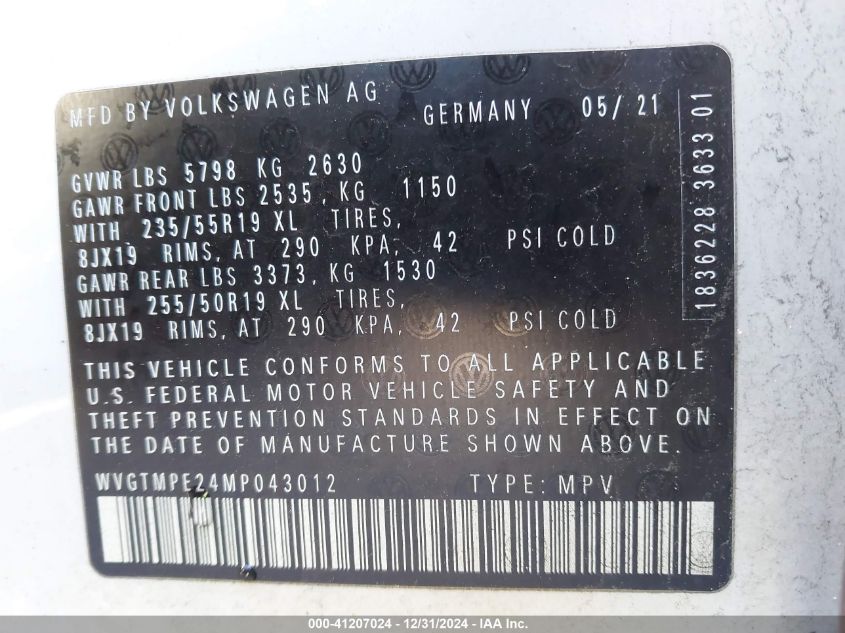 MFD BY VOLKSWAGEN AG GERMANY 05/ 21
GVWR LBS 5798 KG 2630
GAWR FRONT LBS 2535, KG 1150
WITH 235/55R19 XL TIRES,
8JX19 RIMS, AT 290 KPA, 42 PSI COLD
GAWR REAR LBS 3373, KG 1530
WITH 255/50R19 XL TIRES,
8JX19 RIMS, AT 290 KPA, 42 PSI COLD
THIS VEHICLE CONFORMS TO ALL APPLICABLE
U.S. FEDERAL MOTOR VEHICLE SAFETY AND
THEFT PREVENTION STANDARDS IN EFFECT ON
THE DATE OF MANUFACTURE SHOWN ABOVE.
WVGTMPE24MP043012 TYPE: MPV
1836228 3633 01
000-41207024 - 12/31/2024 - IAA Inc.